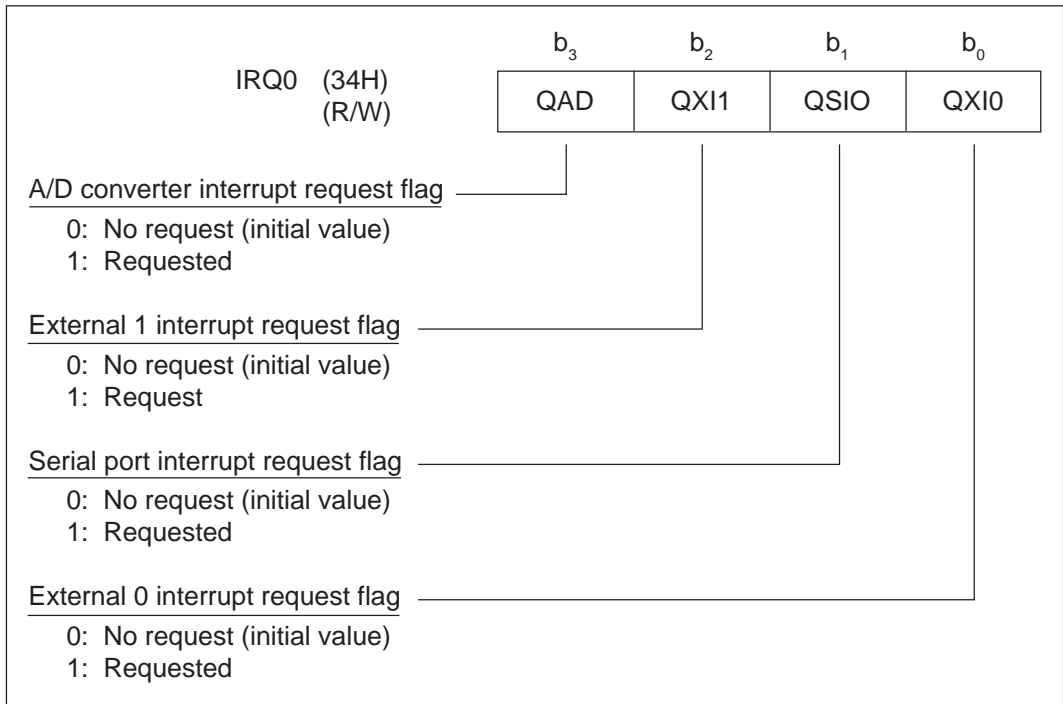 b3 b2 b1 b0
IRQ0 (34H)
(R/W)
QAD QXI1 QSIO QXI0
A/D converter interrupt request flag
0: No request (initial value)
1: Requested
External 1 interrupt request flag
0: No request (initial value)
1: Request
Serial port interrupt request flag
0: No request (initial value)
1: Requested
External 0 interrupt request flag
0: No request (initial value)
1: Requested